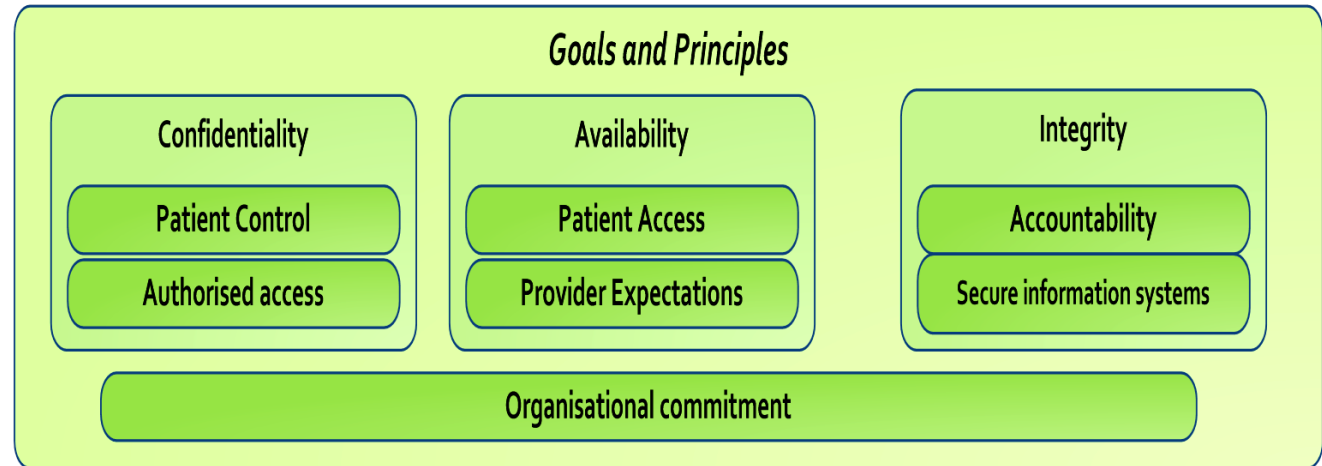 Goals and Principles
Confidentiality
Patient Control
Authorised access
Availability
Patient Access
Provider Expectations
Integrity
Accountability
Secure information systems
Organisational commitment